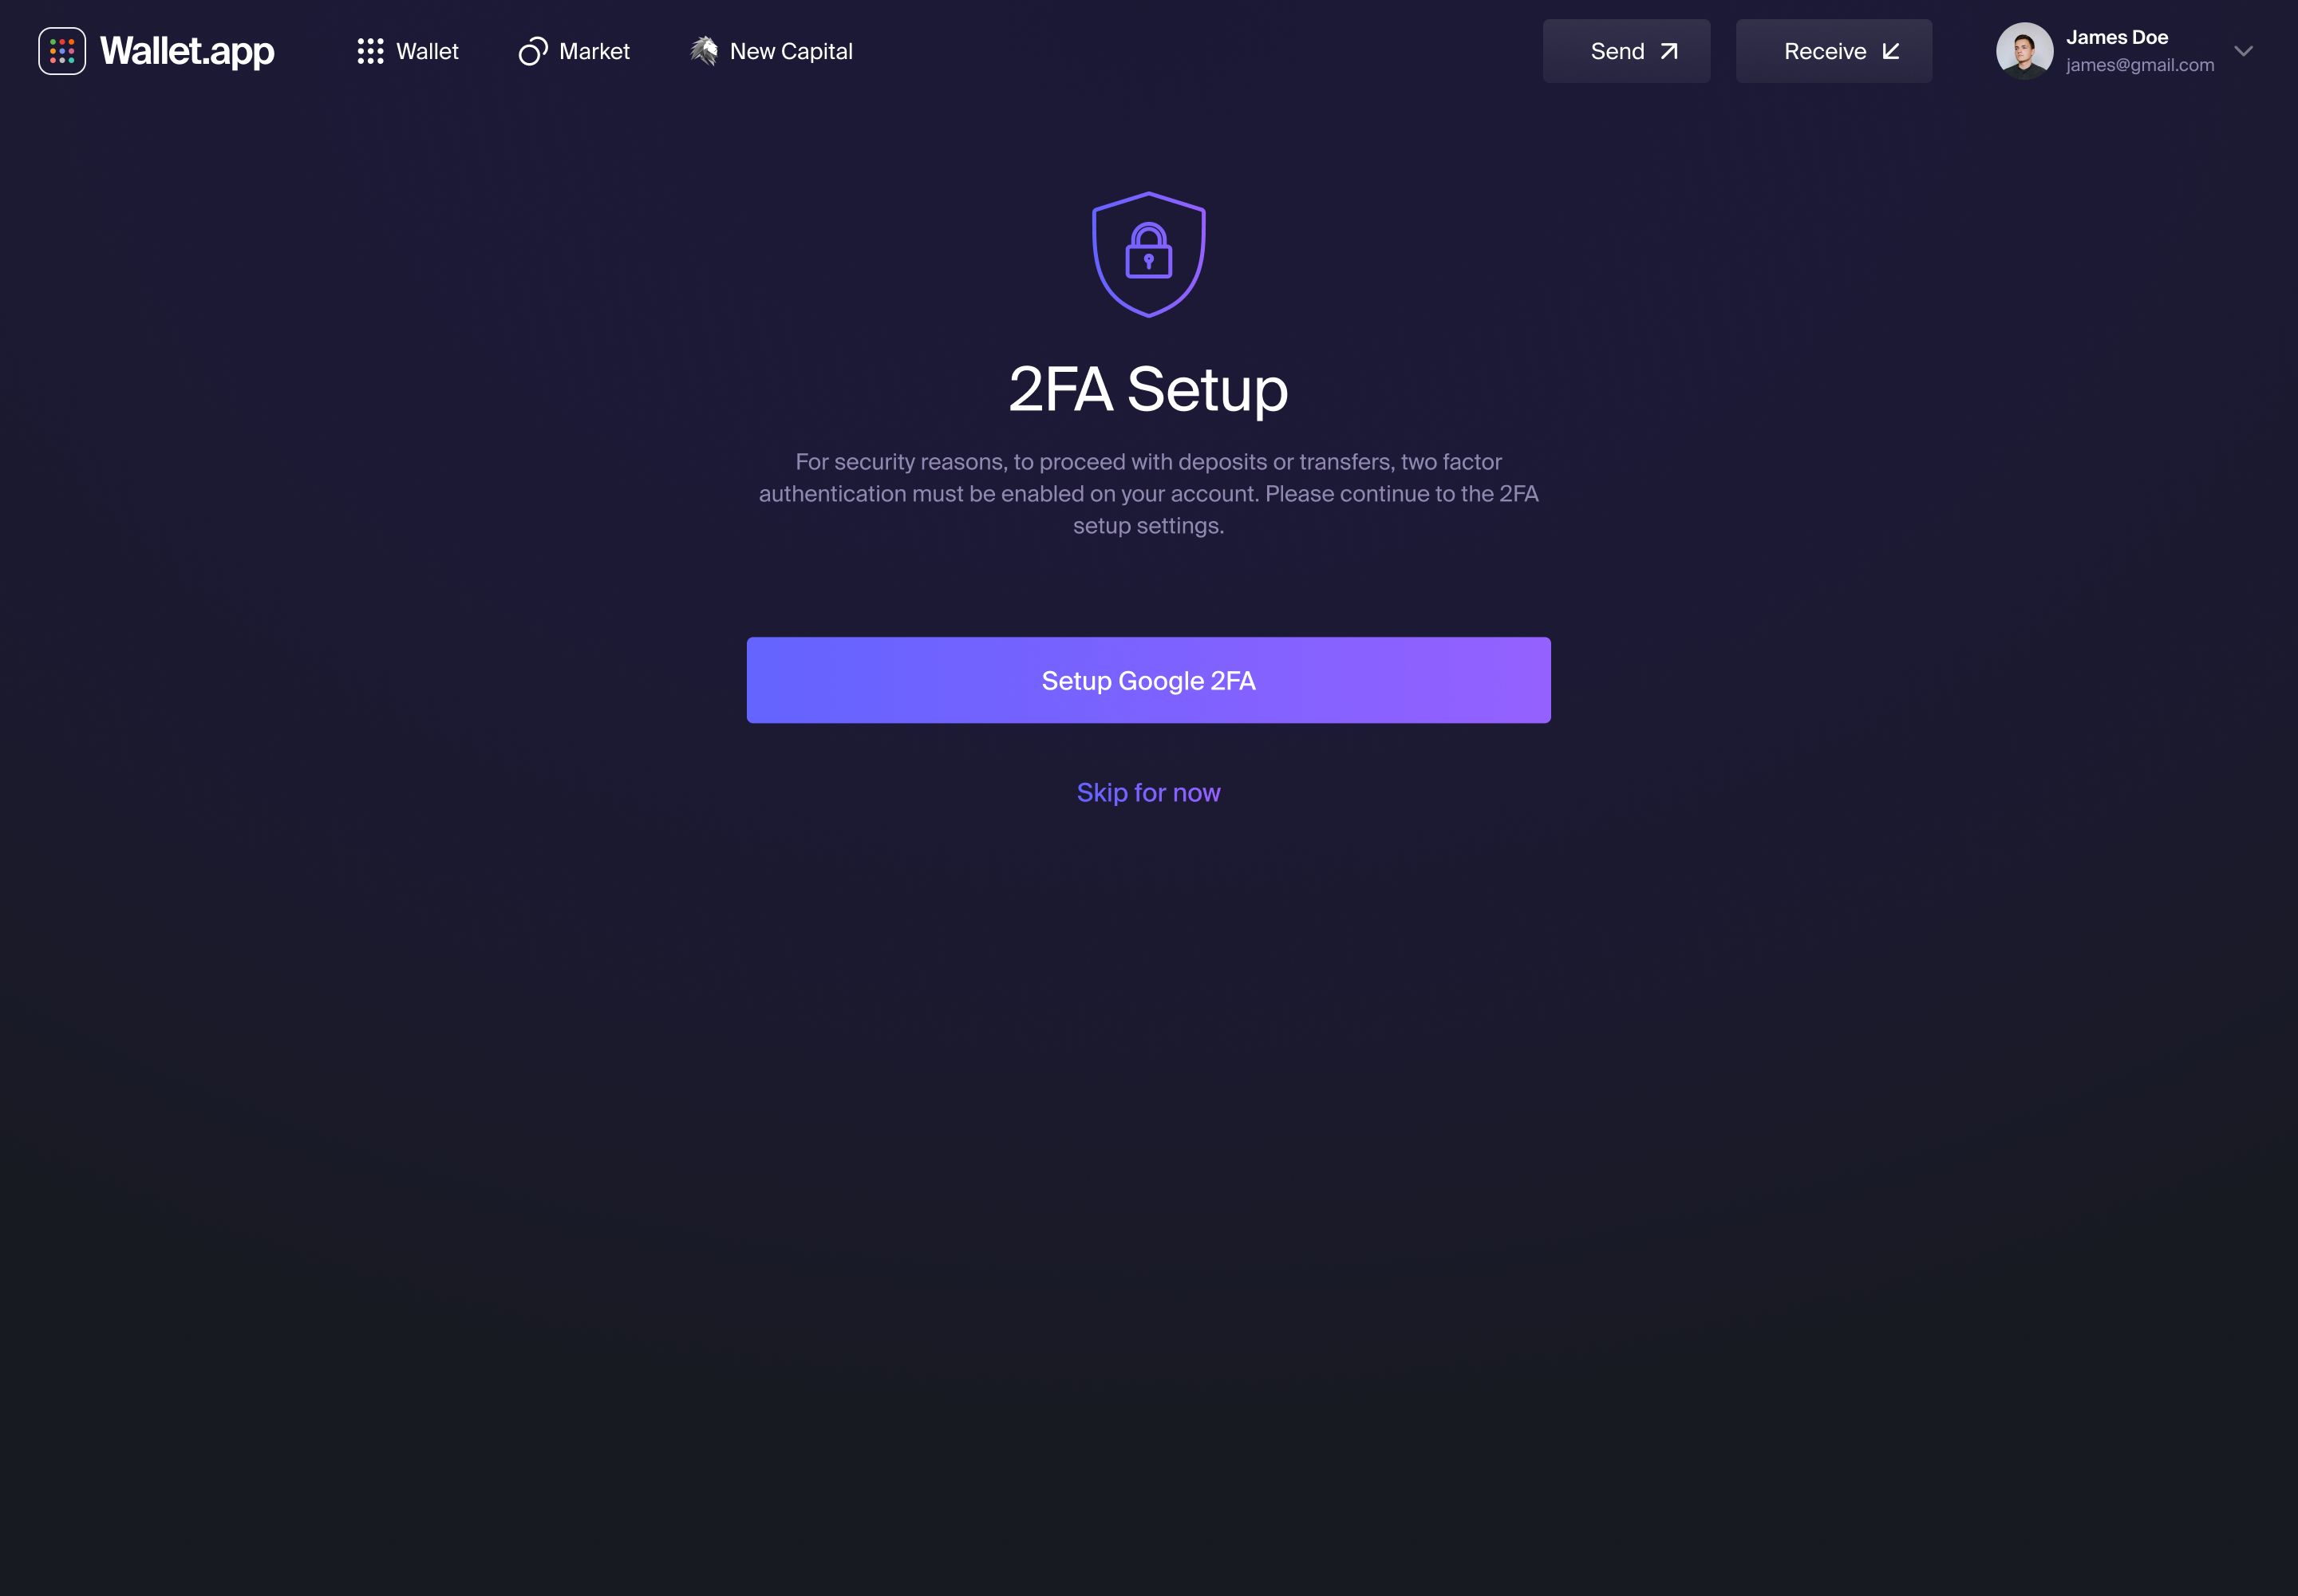 Wallet.app
Wallet
Market
New Capital
Send
Receive
James Doe
james@gmail.com
2FA Setup
For security reasons, to proceed with deposits or transfers, two factor
authentication must be enabled on your account. Please continue to the 2FA
setup settings.
Setup Google 2FA
Skip for now